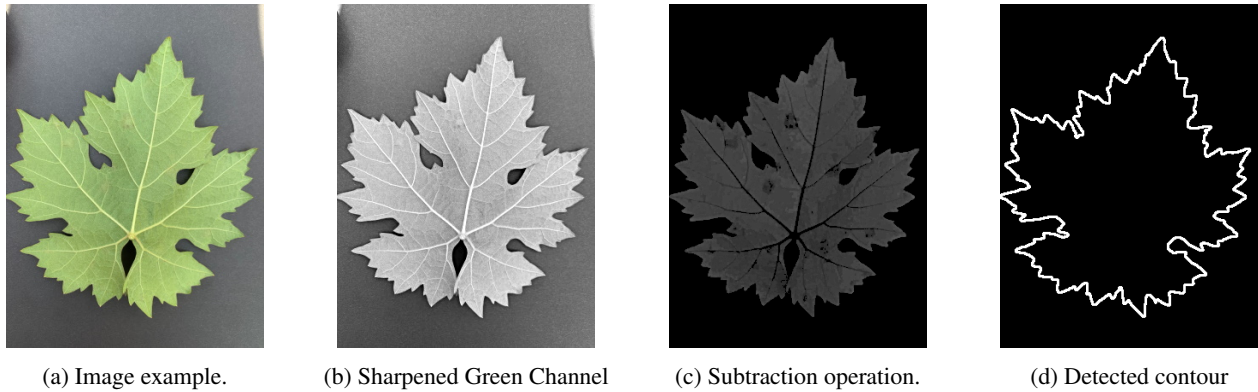 (a) Image example.
(b) Sharpened Green Channel
(c) Subtraction operation.
(d) Detected contour